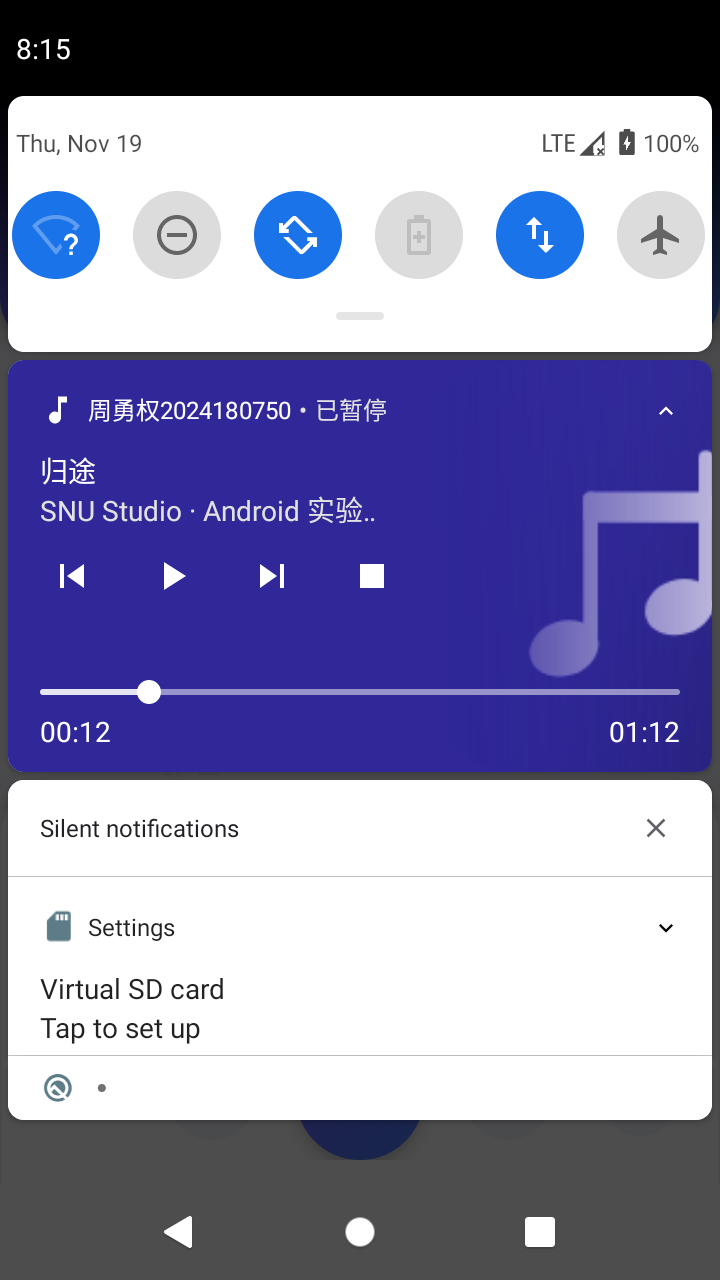 8:15
Thu, Nov 19 LTE 100%
周勇权2024180750 • 已暂停
归途
SNU Studio · Android 实验..
00:12 01:12
Silent notifications
Settings
Virtual SD card
Tap to set up